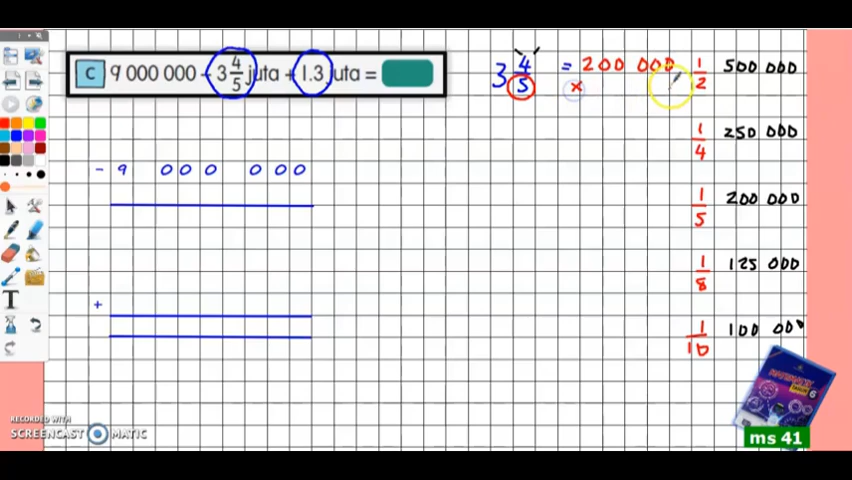 C 9 000 000 - 3 4/5 juta + 1.3 juta =
3 4/5 = 200 000
x
1/2 500 000
1/4 250 000
1/5 200 000
1/8 125 000
1/10 100 000
- 9 000 000
+
T
RECORDED WITH
SCREENCAST MATIC
MATEMATIK
6
ms 41